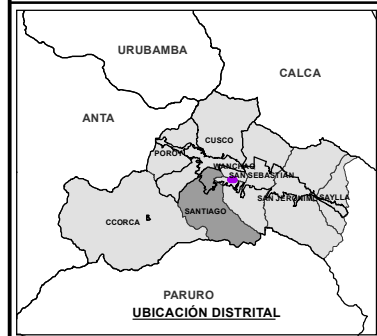 URUBAMBA
CALCA
ANTA
CUSCO
POROY
WANCHAQ
SAN SEBASTIAN
SAN JERONIMO
SAYLLA
SANTIAGO
CCORCA
PARURO
UBICACIÓN DISTRITAL